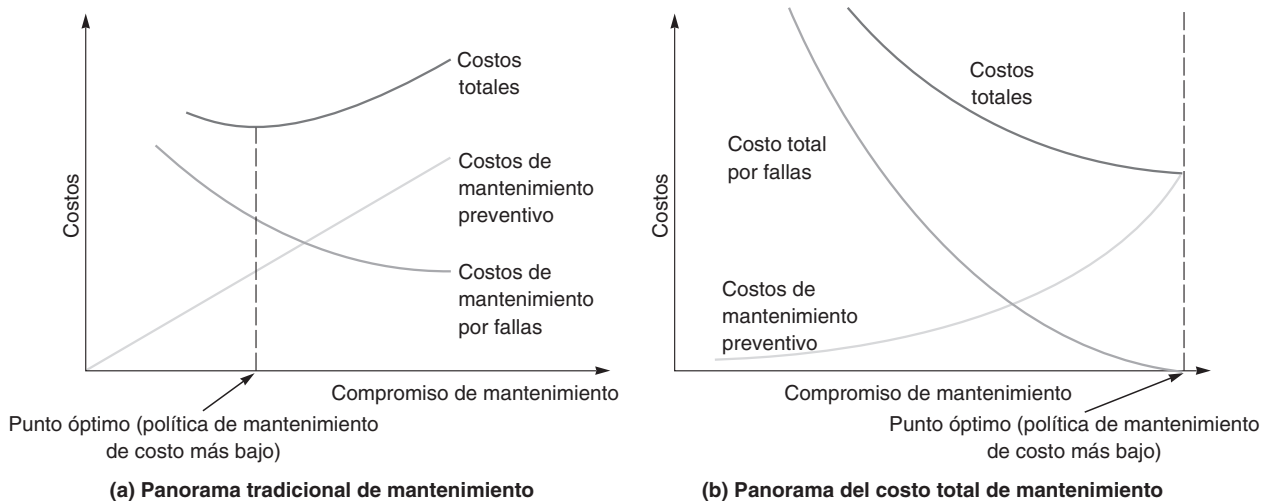 Costos
Costos
totales
Costos de
mantenimiento
preventivo
Costos de
mantenimiento
por fallas
Compromiso de mantenimiento
Punto óptimo (política de mantenimiento
de costo más bajo)
(a) Panorama tradicional de mantenimiento
Costos
Costos
totales
Costo total
por fallas
Costos de
mantenimiento
preventivo
Compromiso de mantenimiento
Punto óptimo (política de mantenimiento
de costo más bajo)
(b) Panorama del costo total de mantenimiento